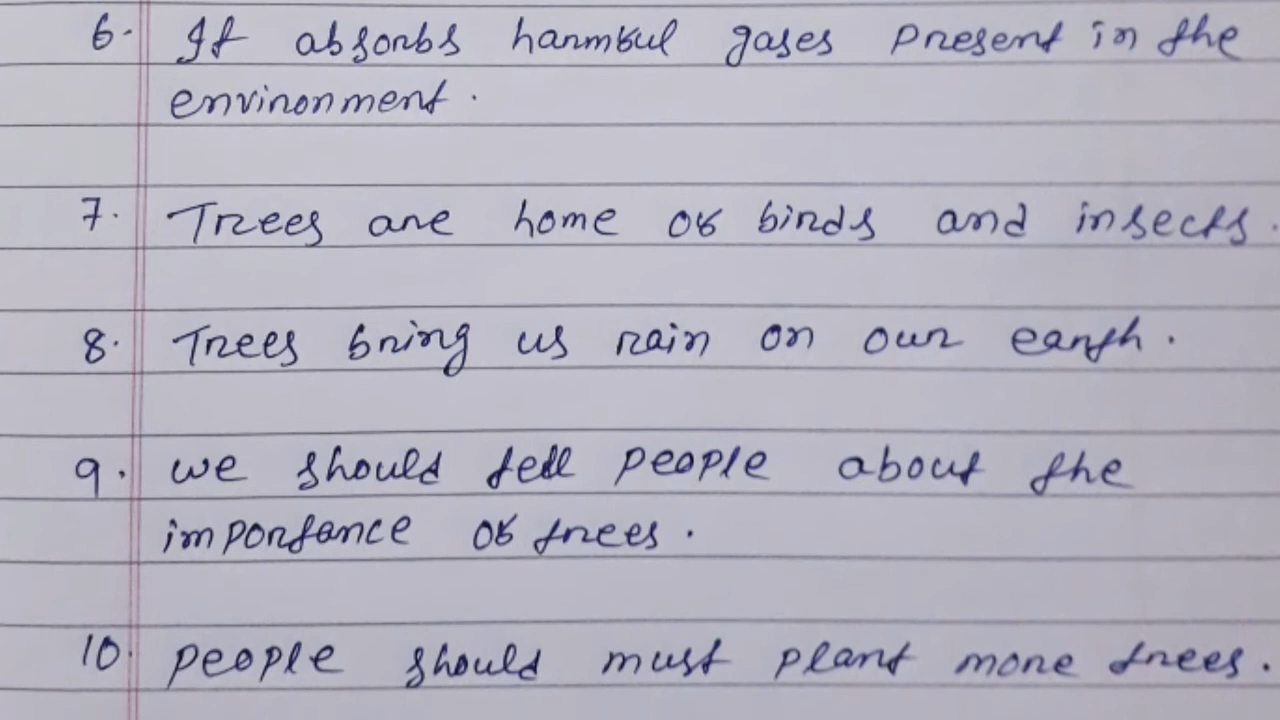 6. It absorbs harmful gases present in the
environment.
7. Trees are home of birds and insects.
8. Trees bring us rain on our earth.
9. we should tell people about the
importance of trees.
10. people should must plant more trees.